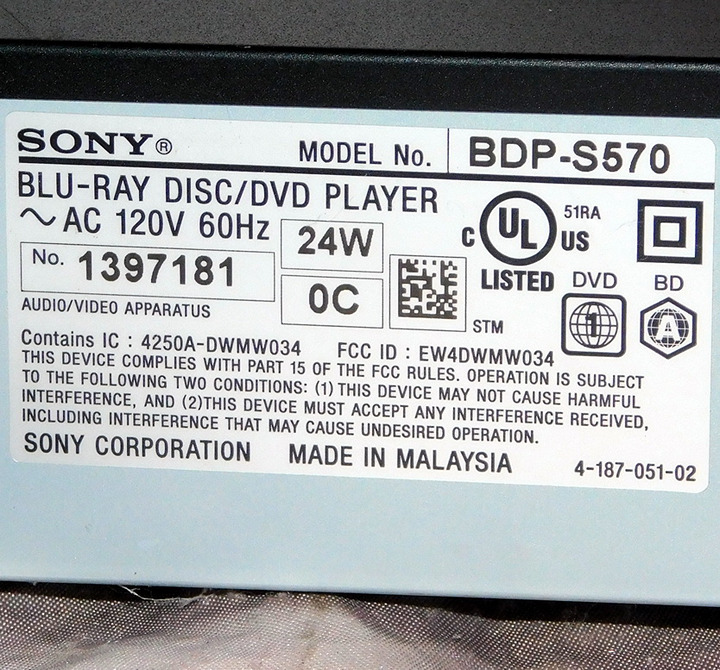 SONY® MODEL No. BDP-S570
BLU-RAY DISC/DVD PLAYER
~ AC 120V 60Hz 24W
No. 1397181 0C
AUDIO/VIDEO APPARATUS
C UL US 51RA
LISTED
DVD BD
1 A
STM
Contains IC : 4250A-DWMW034 FCC ID : EW4DWMW034
THIS DEVICE COMPLIES WITH PART 15 OF THE FCC RULES. OPERATION IS SUBJECT
TO THE FOLLOWING TWO CONDITIONS: (1) THIS DEVICE MAY NOT CAUSE HARMFUL
INTERFERENCE, AND (2)THIS DEVICE MUST ACCEPT ANY INTERFERENCE RECEIVED,
INCLUDING INTERFERENCE THAT MAY CAUSE UNDESIRED OPERATION.
SONY CORPORATION MADE IN MALAYSIA 4-187-051-02